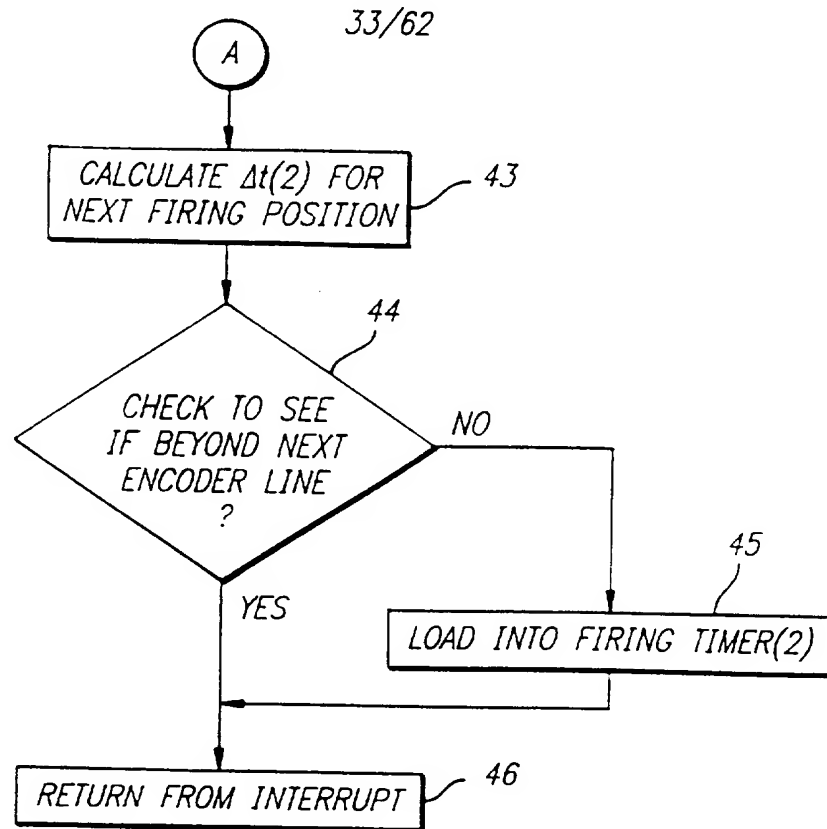 33/62
A
CALCULATE Δt(2) FOR
NEXT FIRING POSITION
43
44
CHECK TO SEE
IF BEYOND NEXT
ENCODER LINE
?
NO
YES
45
LOAD INTO FIRING TIMER(2)
RETURN FROM INTERRUPT
46